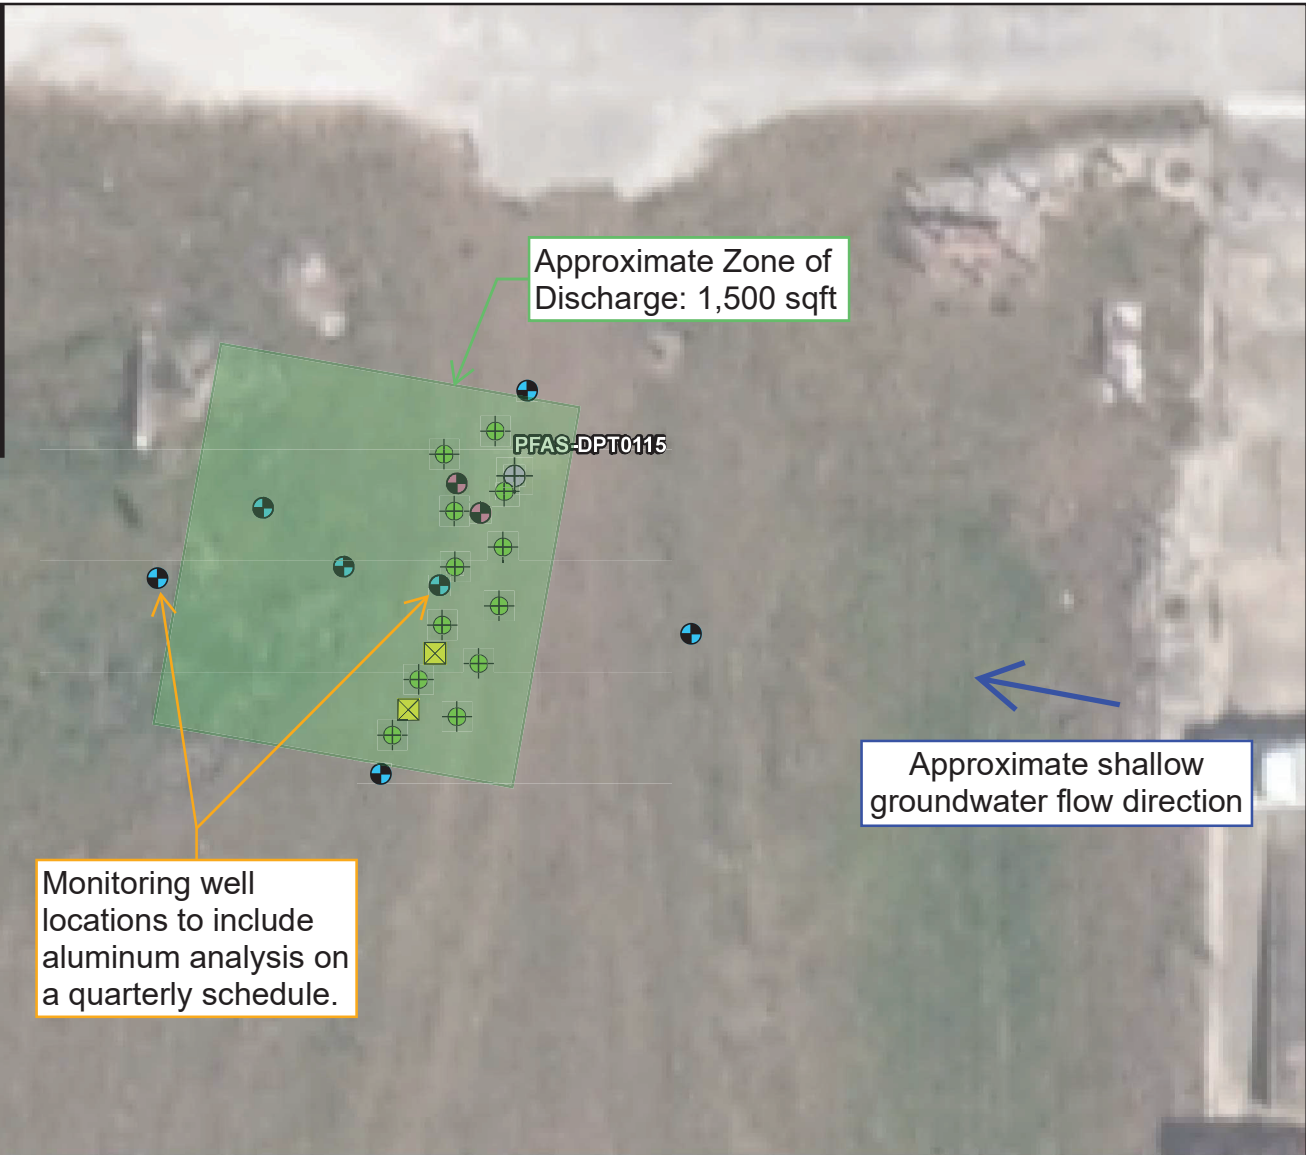 Approximate Zone of
Discharge: 1,500 sqft
PFAS-DPT0115
Approximate shallow
groundwater flow direction
Monitoring well
locations to include
aluminum analysis on
a quarterly schedule.